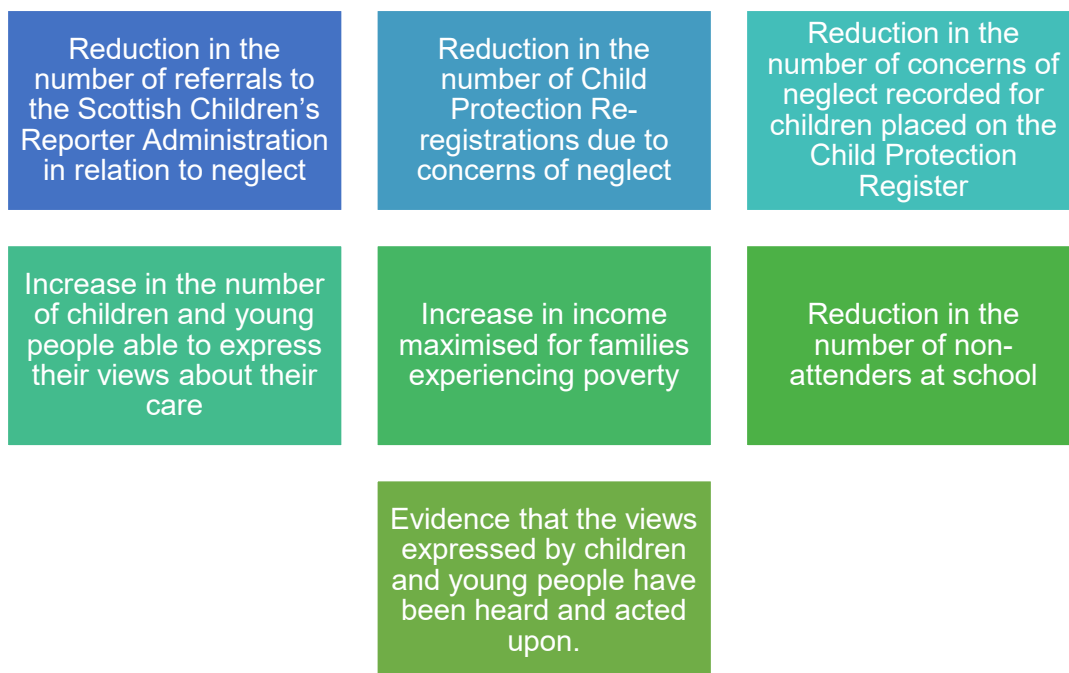 Reduction in the
number of referrals to
the Scottish Children’s
Reporter Administration
in relation to neglect
Reduction in the
number of Child
Protection Re-
registrations due to
concerns of neglect
Reduction in the
number of concerns of
neglect recorded for
children placed on the
Child Protection
Register
Increase in the number
of children and young
people able to express
their views about their
care
Increase in income
maximised for families
experiencing poverty
Reduction in the
number of non-
attenders at school
Evidence that the views
expressed by children
and young people have
been heard and acted
upon.